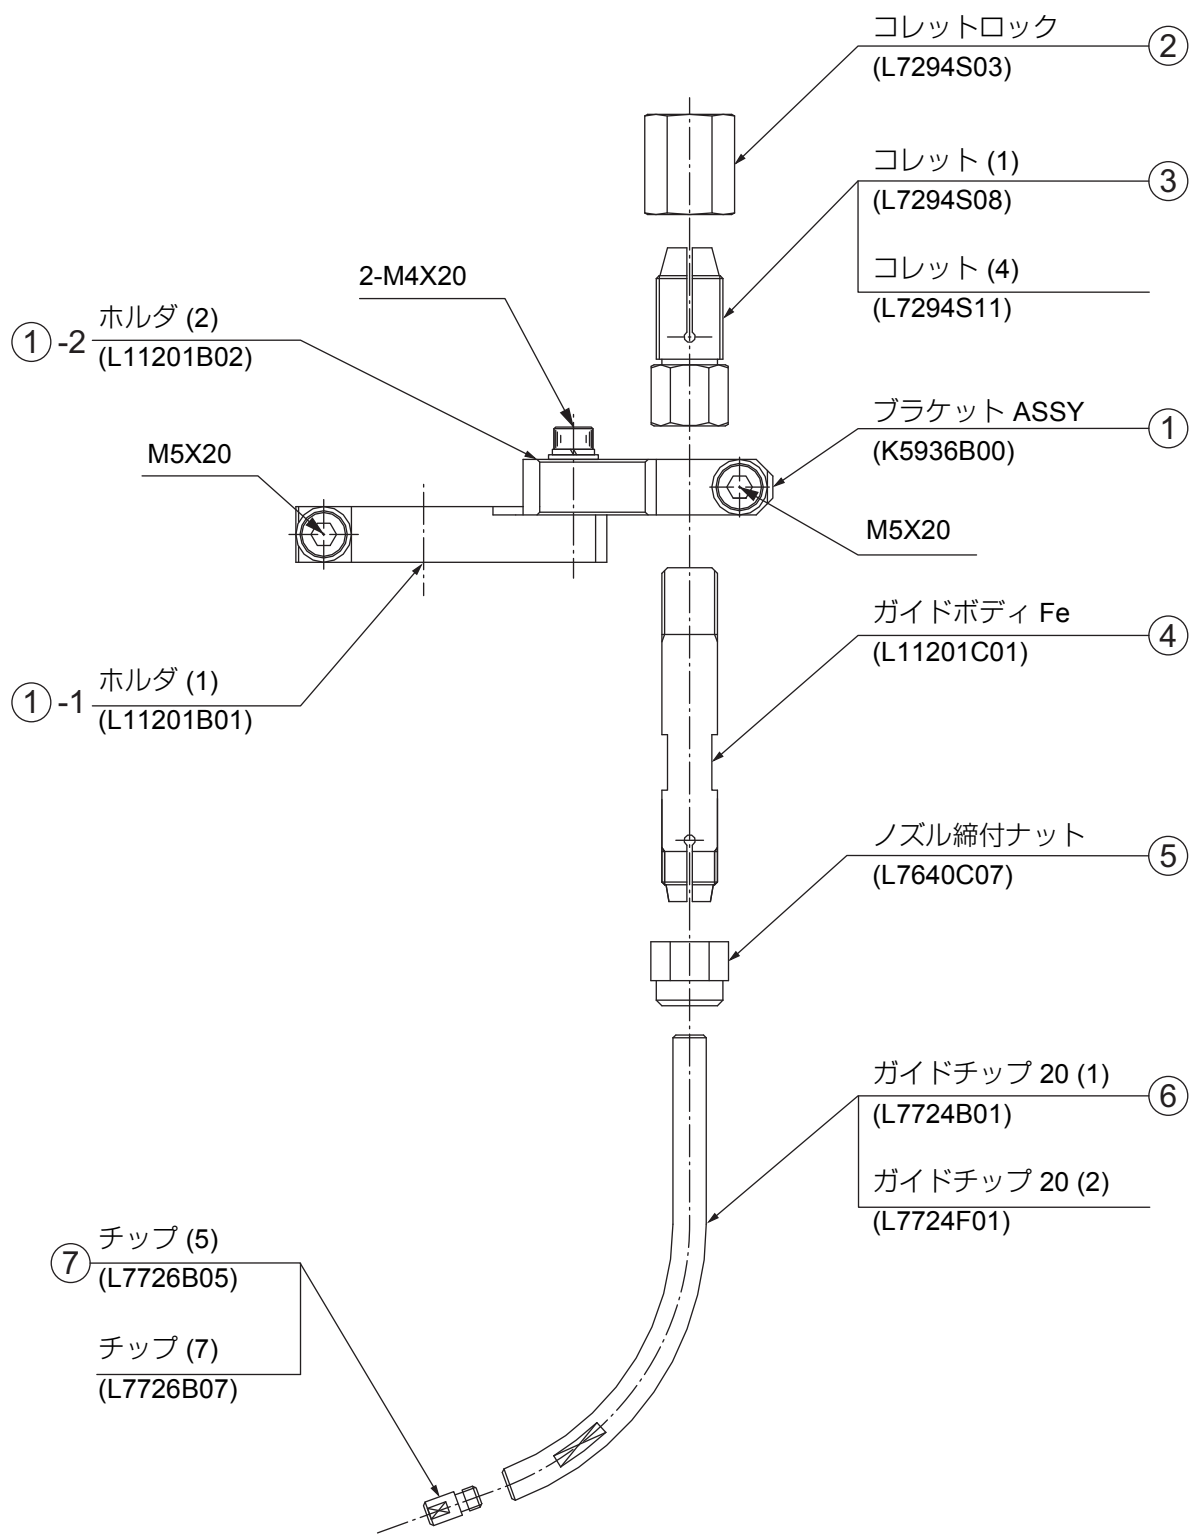 コレットロック
②
(L7294S03)
コレット (1)
③
(L7294S08)
コレット (4)
(L7294S11)
2-M4X20
ホルダ (2)
①-2
(L11201B02)
ブラケット ASSY
①
(K5936B00)
M5X20
M5X20
ガイドボディ Fe
④
(L11201C01)
ホルダ (1)
①-1
(L11201B01)
ノズル締付ナット
⑤
(L7640C07)
ガイドチップ 20 (1)
⑥
(L7724B01)
ガイドチップ 20 (2)
(L7724F01)
チップ (5)
⑦
(L7726B05)
チップ (7)
(L7726B07)